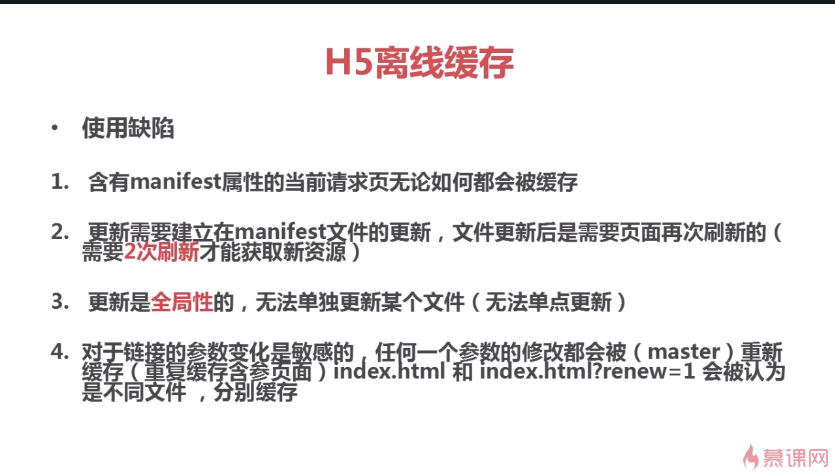 H5离线缓存
• 使用缺陷
1. 含有manifest属性的当前请求页无论如何都会被缓存
2. 更新需要建立在manifest文件的更新，文件更新后是需要页面再次刷新的（
需要2次刷新才能获取新资源）
3. 更新是全局性的，无法单独更新某个文件（无法单点更新）
4. 对于链接的参数变化是敏感的，任何一个参数的修改都会被（master）重新
缓存（重复缓存含参页面）index.html 和 index.html?renew=1 会被认为
是不同文件 ，分别缓存
慕课网